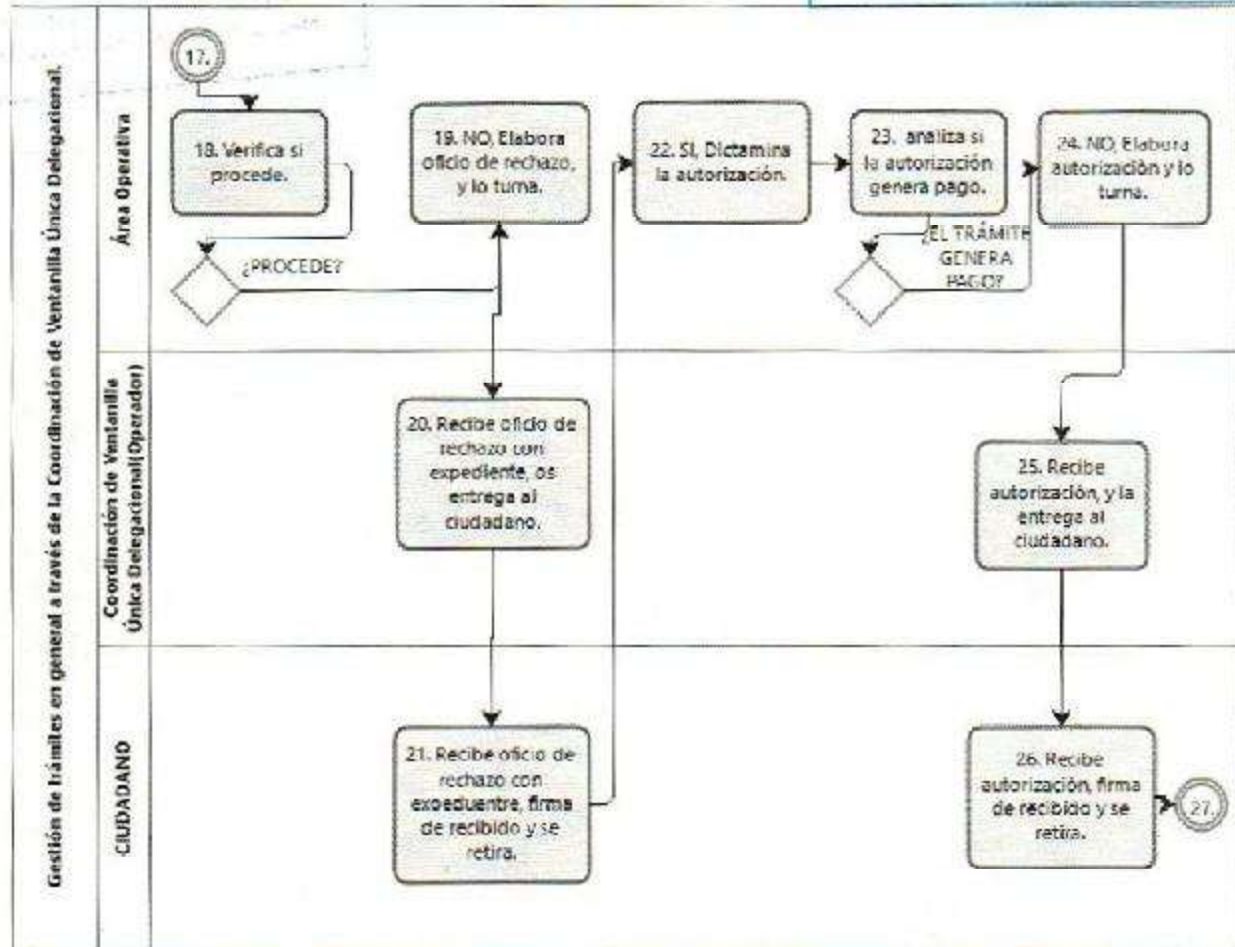 Gestión de trámites en general a través de la Coordinación de Ventanilla Única Delegacional.
Área Operativa
17.
18. Verifica si
procede.
¿PROCEDE?
19. NO, Elabora
oficio de rechazo,
y lo turna.
22. SI, Dictamina
la autorización.
23. analiza si
la autorización
genera pago.
¿EL TRÁMITE
GENERA
PAGO?
24. NO, Elabora
autorización y lo
turna.
Coordinación de Ventanilla
Única Delegacional(Operador)
20. Recibe oficio de
rechazo con
expediente, os
entrega al
ciudadano.
25. Recibe
autorización, y la
entrega al
ciudadano.
CIUDADANO
21. Recibe oficio de
rechazo con
expeduentre, firma
de recibido y se
retira.
26. Recibe
autorización, firma
de recibido y se
retira.
27.